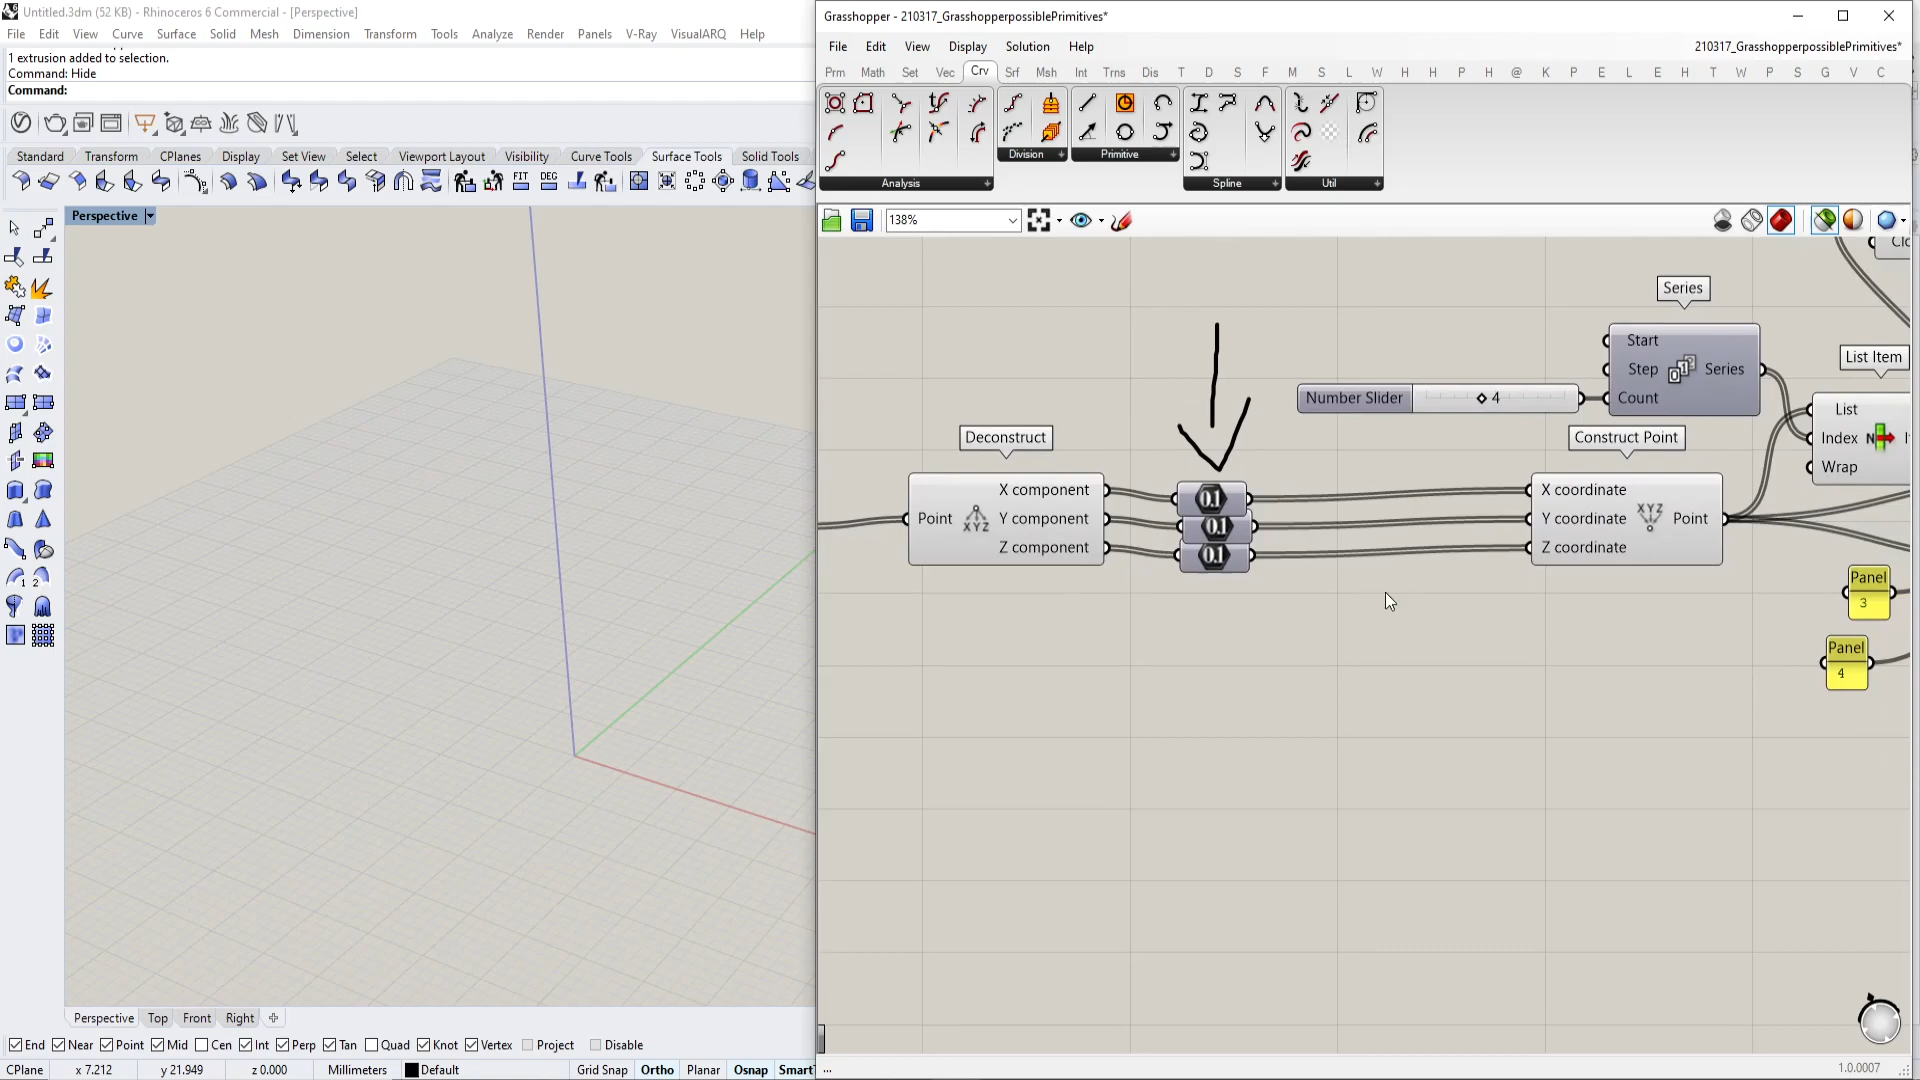 Untitled.3dm (52 KB) - Rhinoceros 6 Commercial - [Perspective]
File Edit View Curve Surface Solid Mesh Dimension Transform Tools Analyze Render Panels V-Ray VisualARQ Help
1 extrusion added to selection.
Command: Hide
Command:
Standard Transform CPlanes Display Set View Select Viewport Layout Visibility Curve Tools Surface Tools Solid Tools
FIT DEG
Perspective
Perspective Top Front Right
End Near Point Mid Cen Int Perp Tan Quad Knot Vertex Project Disable
CPlane x 7.212 y 21.949 z 0.000 Millimeters Default Grid Snap Ortho Planar Osnap SmartT
Grasshopper - 210317_GrasshopperpossiblePrimitives*
File Edit View Display Solution Help 210317_GrasshopperpossiblePrimitives*
Prm Math Set Vec Crv Srf Msh Int Trns Dis T D S F M S L W H H P H @ K P E L E H T W P S G V C
Division Primitive
Analysis Spline Util
138%
Series
Start
Step Series
Count
Number Slider 4
List Item
List
Index
Wrap
Deconstruct
Point XYZ
X component
Y component
Z component
0.1
0.1
0.1
Construct Point
X coordinate
Y coordinate XYZ Point
Z coordinate
Panel
3
Panel
4
... 1.0.0007